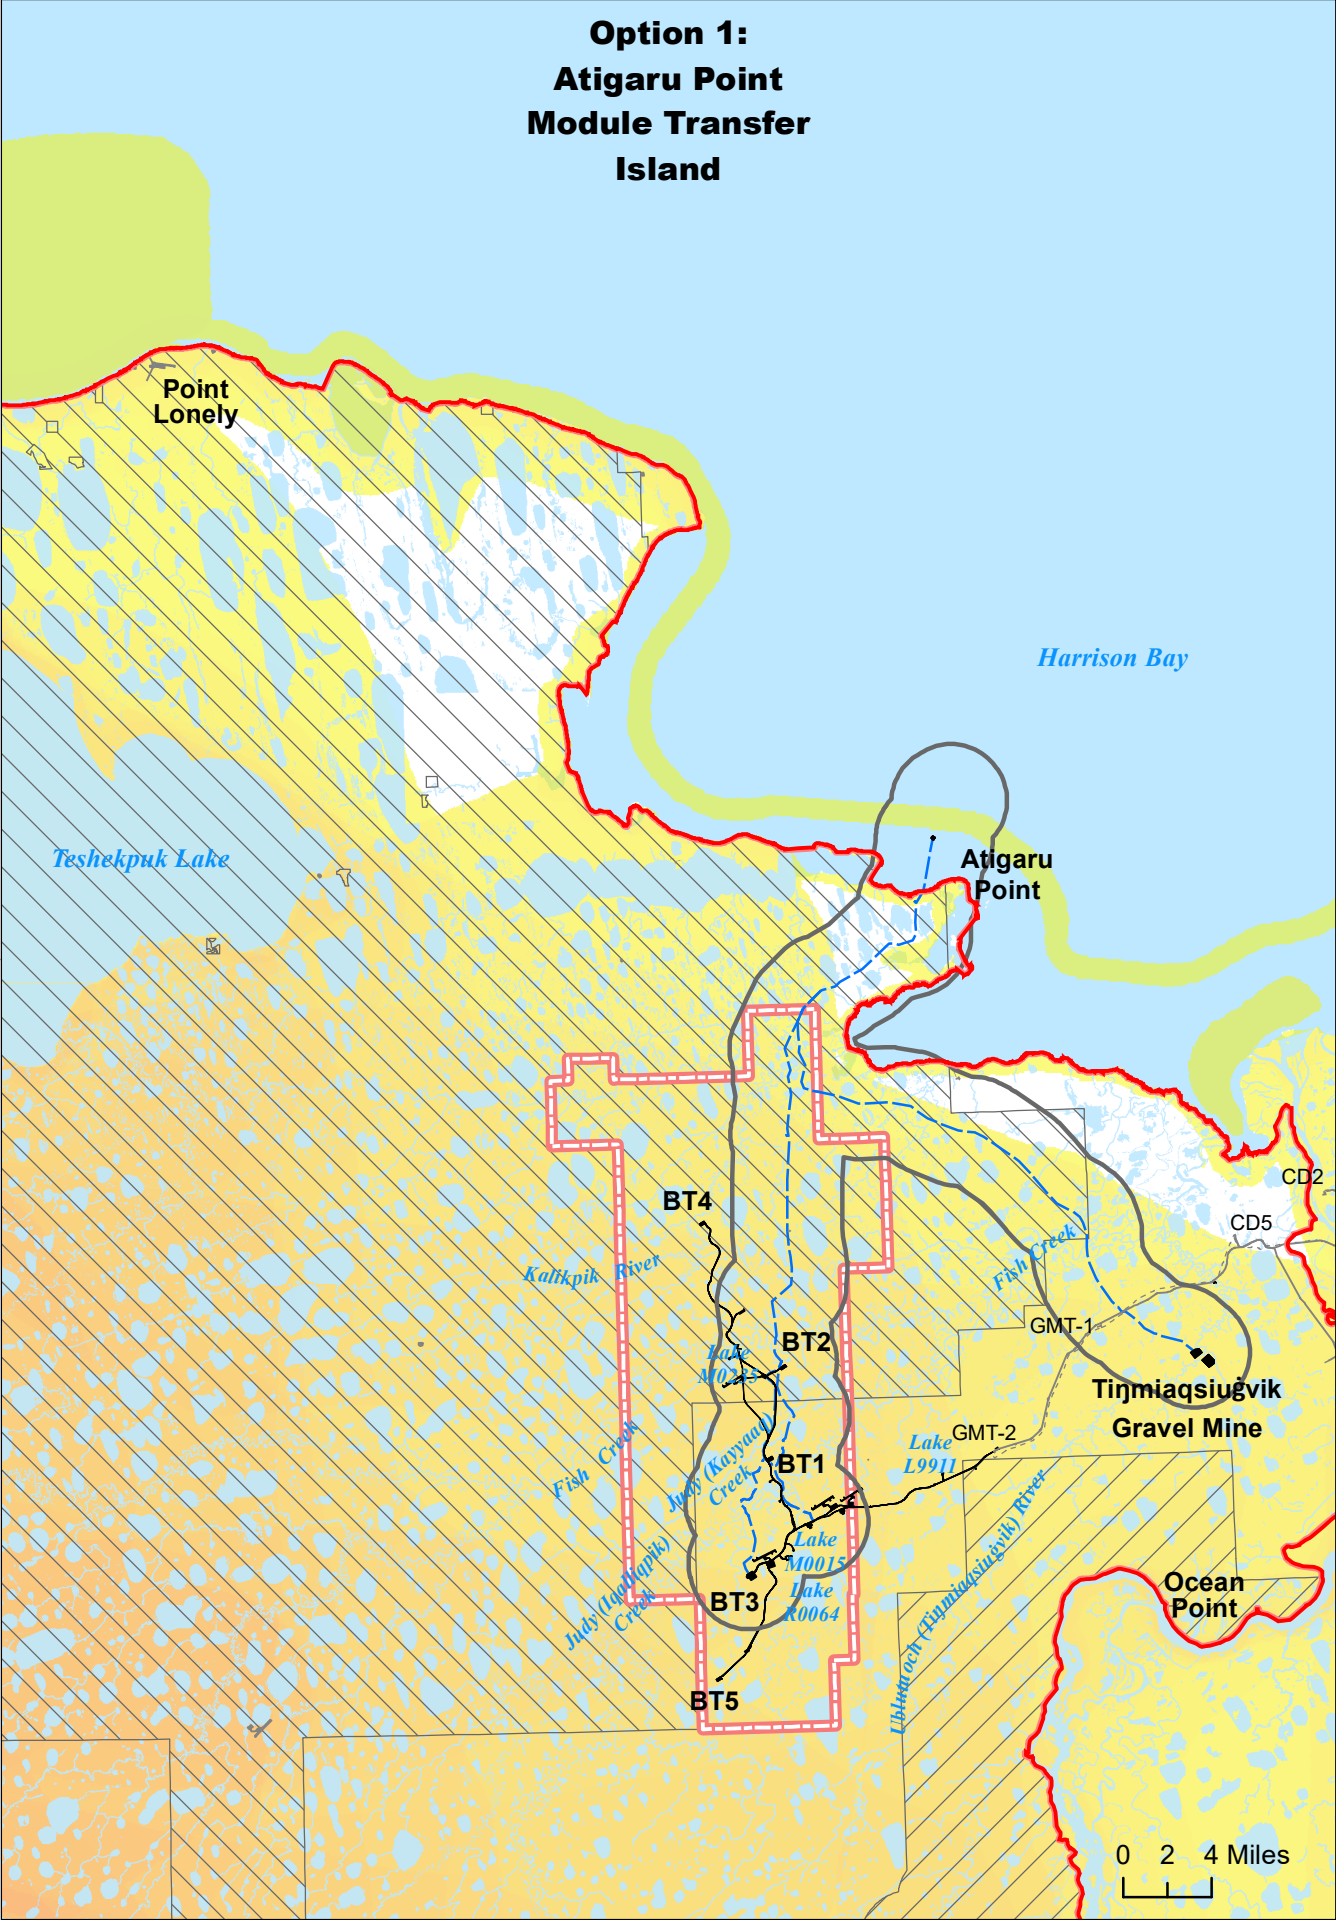 Option 1:
Atigaru Point
Module Transfer
Island
Point
Lonely
Harrison Bay
Teshekpuk Lake
Atigaru
Point
CD2
CD5
BT4
Fish Creek
Kalikpik River
GMT-1
BT2
Lake
M0235
Tiŋmiaqsiuġvik
Gravel Mine
GMT-2
Lake
L9911
Judy (Kayyaaq)
Creek
Fish Creek
BT1
Lake
M0015
Judy (Iqalliqpik)
Creek
BT3
Lake
R0064
Ublutuoch (Tiŋmiaqsiuġvik) River
Ocean
Point
BT5
0 2 4 Miles